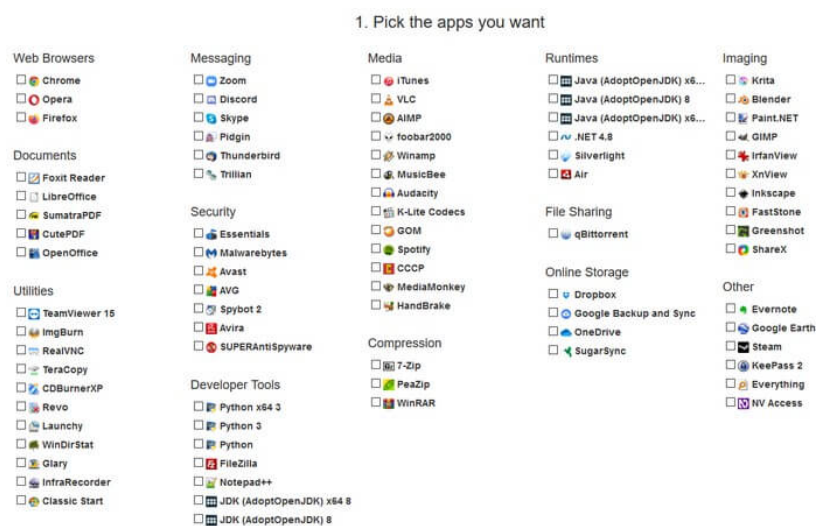 1. Pick the apps you want
Web Browsers
Chrome
Opera
Firefox
Documents
Foxit Reader
LibreOffice
SumatraPDF
CutePDF
OpenOffice
Utilities
TeamViewer 15
ImgBurn
RealVNC
TeraCopy
CDBurnerXP
Revo
Launchy
WinDirStat
Glary
InfraRecorder
Classic Start
Messaging
Zoom
Discord
Skype
Pidgin
Thunderbird
Trillian
Security
Essentials
Malwarebytes
Avast
AVG
Spybot 2
Avira
SUPERAntiSpyware
Developer Tools
Python x64 3
Python 3
Python
FileZilla
Notepad++
JDK (AdoptOpenJDK) x64 8
JDK (AdoptOpenJDK) 8
Media
iTunes
VLC
AIMP
foobar2000
Winamp
MusicBee
Audacity
K-Lite Codecs
GOM
Spotify
CCCP
MediaMonkey
HandBrake
Compression
7-Zip
PeaZip
WinRAR
Runtimes
Java (AdoptOpenJDK) x6...
Java (AdoptOpenJDK) 8
Java (AdoptOpenJDK) x6...
.NET 4.8
Silverlight
Air
File Sharing
qBittorrent
Online Storage
Dropbox
Google Backup and Sync
OneDrive
SugarSync
Imaging
Krita
Blender
Paint.NET
GIMP
IrfanView
XnView
Inkscape
FastStone
Greenshot
ShareX
Other
Evernote
Google Earth
Steam
KeePass 2
Everything
NV Access